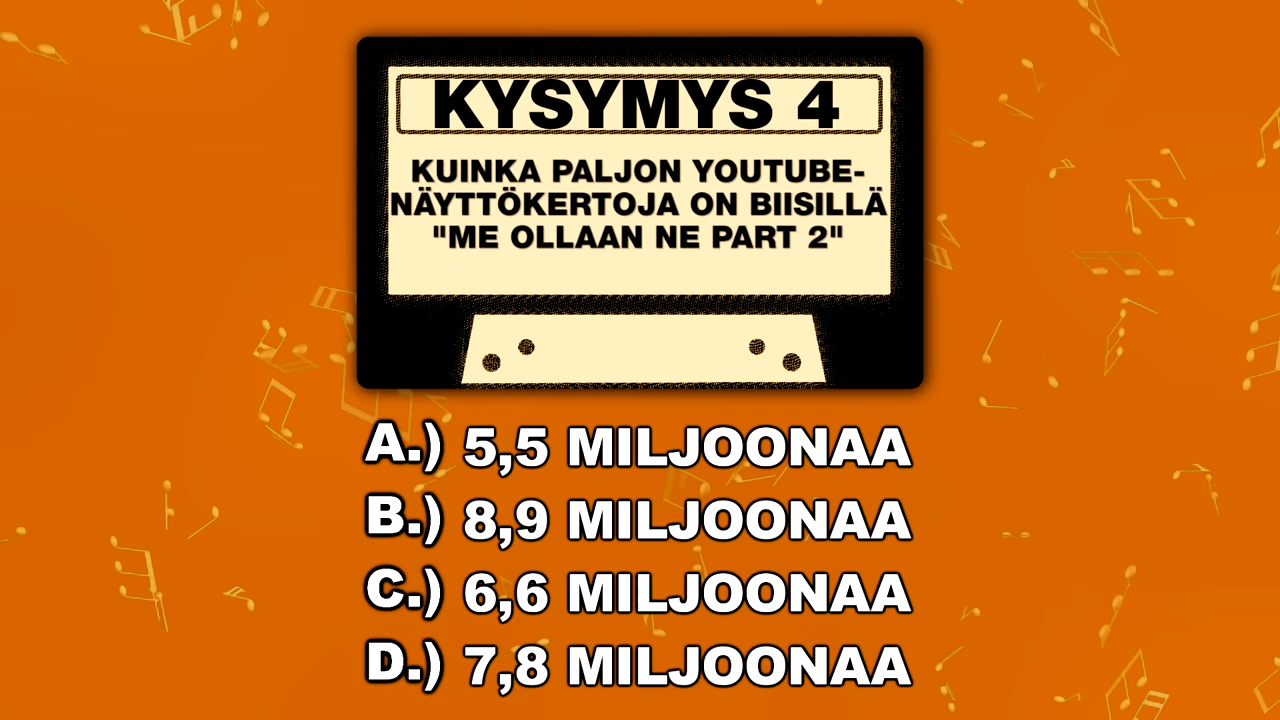 KYSYMYS 4
KUINKA PALJON YOUTUBE-
NÄYTTÖKERTOJA ON BIISILLÄ
"ME OLLAAN NE PART 2"
A.) 5,5 MILJOONAA
B.) 8,9 MILJOONAA
C.) 6,6 MILJOONAA
D.) 7,8 MILJOONAA